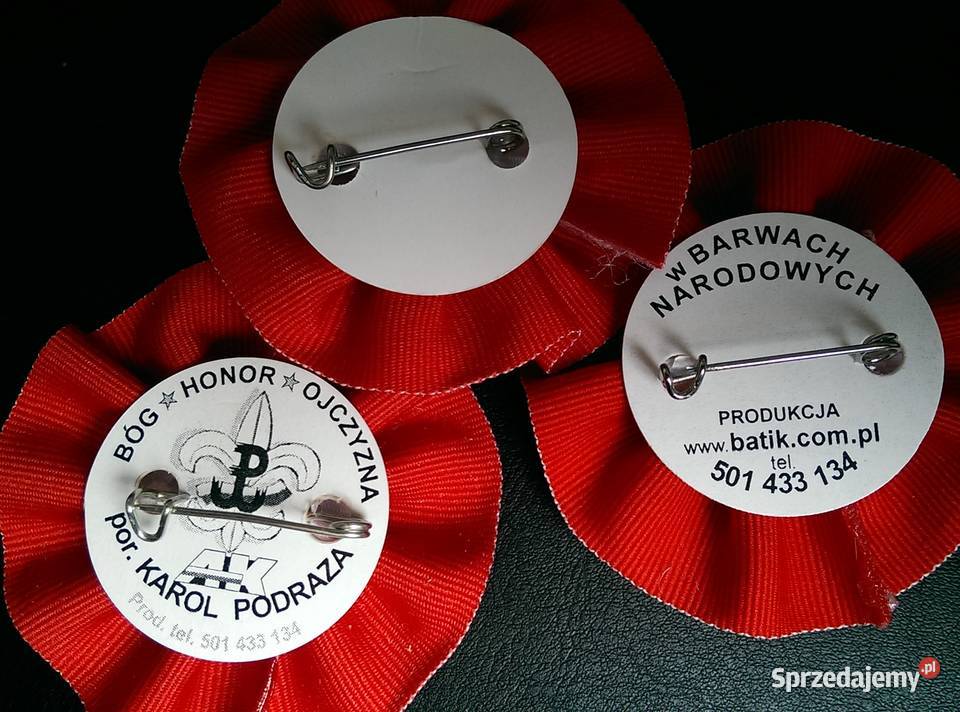 w BARWACH
NARODOWYCH
PRODUKCJA
www.batik.com.pl
tel.
501 433 134
BÓG ☆ HONOR ☆ OJCZYZNA
AK
por. KAROL PODRAZA
Prod. tel. 501 433 134
Sprzedajemy.pl